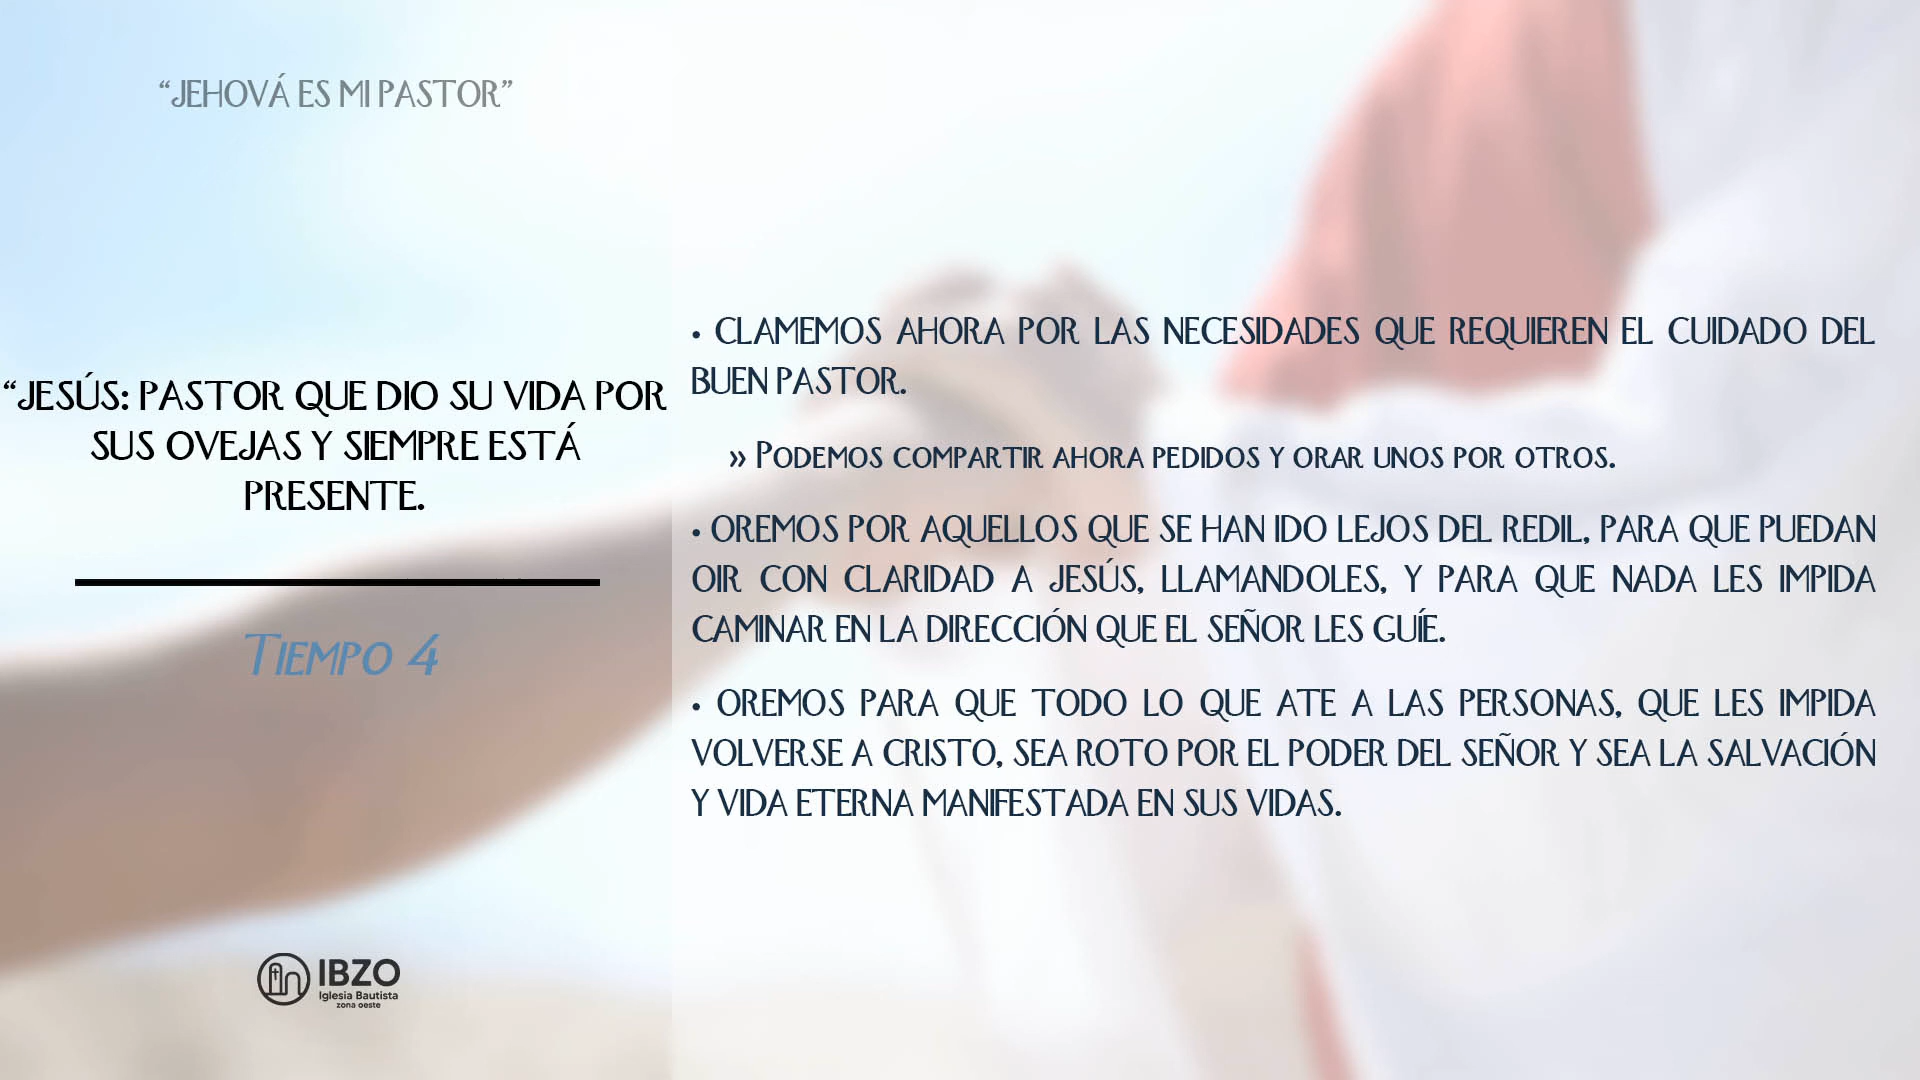 “JEHOVÁ ES MI PASTOR”
“JESÚS: PASTOR QUE DIO SU VIDA POR
SUS OVEJAS Y SIEMPRE ESTÁ
PRESENTE.
Tiempo 4
• CLAMEMOS AHORA POR LAS NECESIDADES QUE REQUIEREN EL CUIDADO DEL
BUEN PASTOR.
» Podemos compartir ahora pedidos y orar unos por otros.
• OREMOS POR AQUELLOS QUE SE HAN IDO LEJOS DEL REDIL, PARA QUE PUEDAN
OIR CON CLARIDAD A JESÚS, LLAMANDOLES, Y PARA QUE NADA LES IMPIDA
CAMINAR EN LA DIRECCIÓN QUE EL SEÑOR LES GUÍE.
• OREMOS PARA QUE TODO LO QUE ATE A LAS PERSONAS, QUE LES IMPIDA
VOLVERSE A CRISTO, SEA ROTO POR EL PODER DEL SEÑOR Y SEA LA SALVACIÓN
Y VIDA ETERNA MANIFESTADA EN SUS VIDAS.
IBZO
Iglesia Bautista
zona oeste